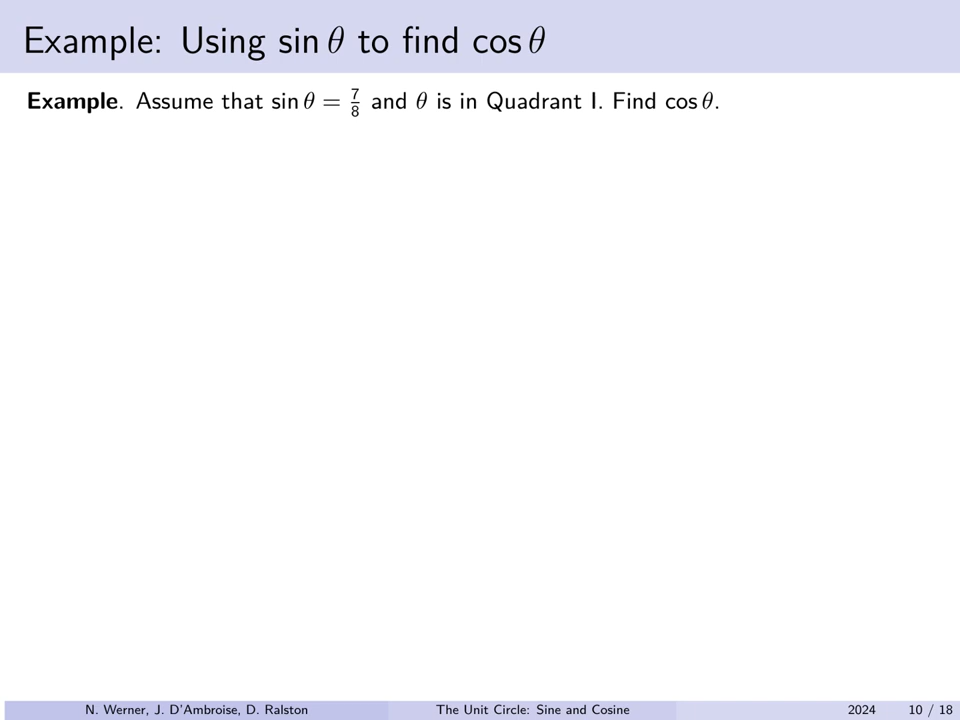 Example: Using sin θ to find cos θ
Example. Assume that sin θ = 7/8 and θ is in Quadrant I. Find cos θ.
N. Werner, J. D'Ambroise, D. Ralston The Unit Circle: Sine and Cosine 2024 10 / 18